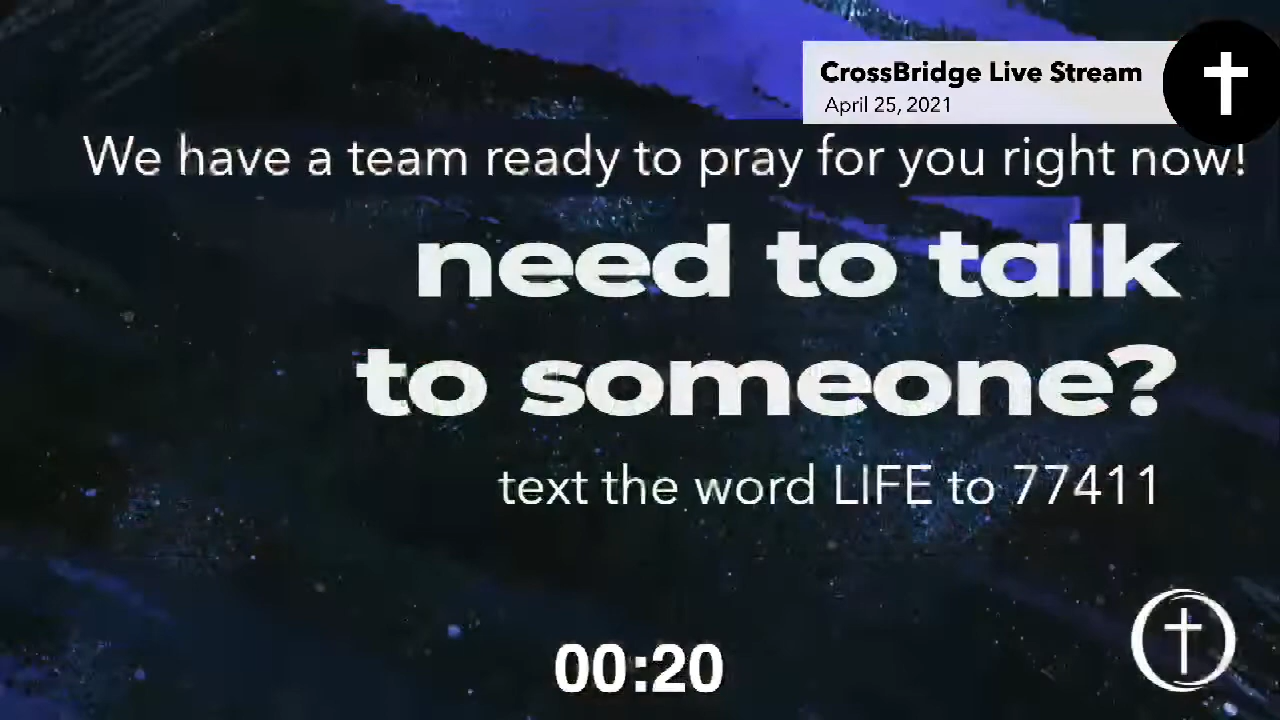 CrossBridge Live Stream
April 25, 2021
We have a team ready to pray for you right now!
need to talk
to someone?
text the word LIFE to 77411
00:20